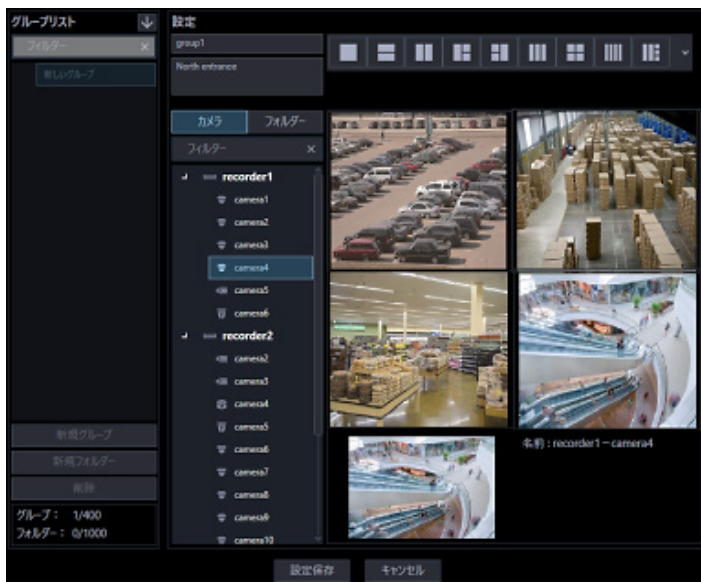 グループリスト
フィルター ×
新しいグループ
新規グループ
新規フォルダー
削除
グループ： 1/400
フォルダー： 0/1000
設定
group1
North entrance
カメラ フォルダー
フィルター ×
recorder1
camera1
camera2
camera3
camera4
camera5
camera6
recorder2
camera2
camera3
camera4
camera5
camera6
camera7
camera8
camera9
camera10
名前：recorder1－camera4
設定保存 キャンセル